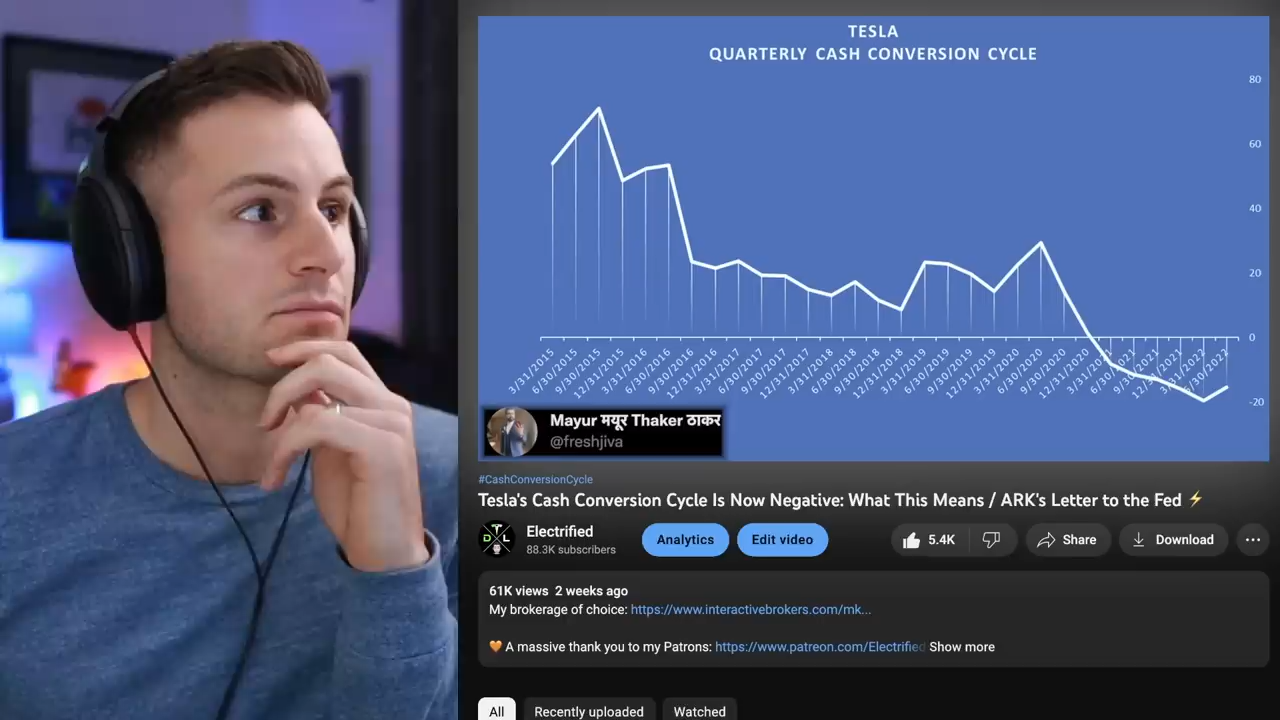 TESLA
QUARTERLY CASH CONVERSION CYCLE
80
60
40
20
0
-20
3/31/2015
6/30/2015
9/30/2015
12/31/2015
3/31/2016
6/30/2016
9/30/2016
12/31/2016
3/31/2017
6/30/2017
9/30/2017
12/31/2017
3/31/2018
6/30/2018
9/30/2018
12/31/2018
3/31/2019
6/30/2019
9/30/2019
12/31/2019
3/31/2020
6/30/2020
9/30/2020
12/31/2020
Mayur मयूर Thaker ठाकर
@freshjiva
#CashConversionCycle
Tesla's Cash Conversion Cycle Is Now Negative: What This Means / ARK's Letter to the Fed ⚡
DTL
Electrified
88.3K subscribers
Analytics
Edit video
5.4K
Share
Download
61K views 2 weeks ago
My brokerage of choice: https://www.interactivebrokers.com/mk...
🧡 A massive thank you to my Patrons: https://www.patreon.com/Electrified Show more
All
Recently uploaded
Watched